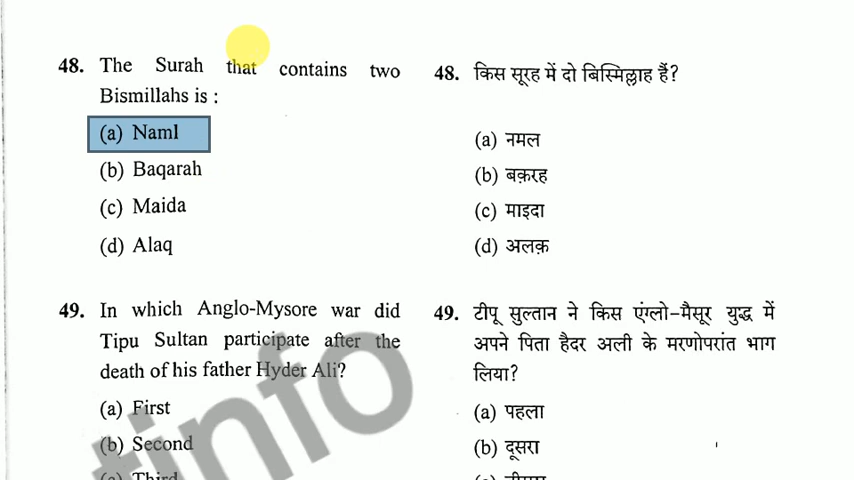 48. The Surah that contains two
Bismillahs is :
(a) Naml
(b) Baqarah
(c) Maida
(d) Alaq
49. In which Anglo-Mysore war did
Tipu Sultan participate after the
death of his father Hyder Ali?
(a) First
(b) Second
(c) Third
48. किस सूरह में दो बिस्मिल्लाह हैं?
(a) नमल
(b) बक़रह
(c) माइदा
(d) अलक़
49. टीपू सुल्तान ने किस एंग्लो-मैसूर युद्ध में
अपने पिता हैदर अली के मरणोपरांत भाग
लिया?
(a) पहला
(b) दूसरा
tinfo